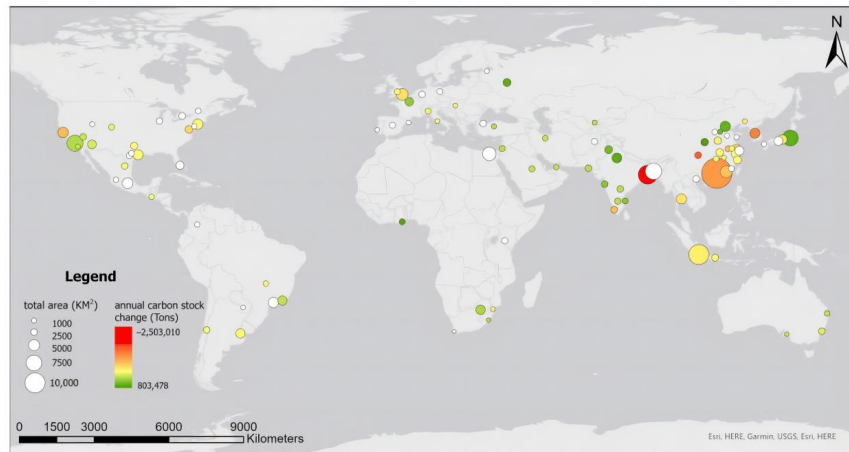 N
Legend
total area (KM²)
1000
2500
5000
7500
10,000
annual carbon stock
change (Tons)
−2,503,010
803,478
0 1500 3000 6000 9000
Kilometers
Esri, HERE, Garmin, USGS, Esri, HERE